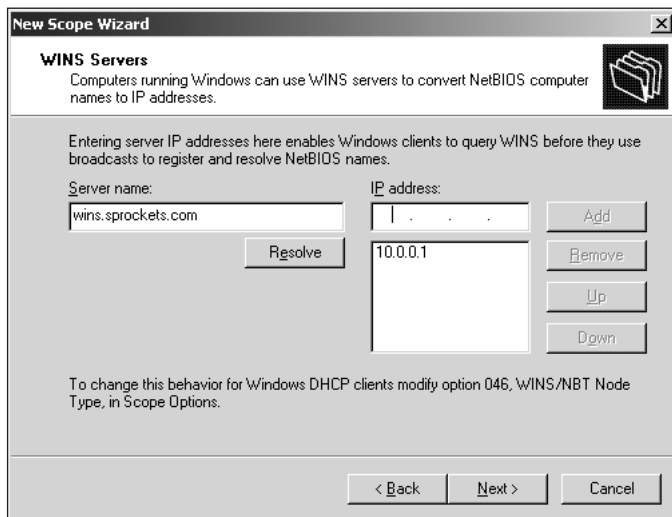 New Scope Wizard
WINS Servers
Computers running Windows can use WINS servers to convert NetBIOS computer
names to IP addresses.
Entering server IP addresses here enables Windows clients to query WINS before they use
broadcasts to register and resolve NetBIOS names.
Server name:
IP address:
wins.sprockets.com
. . .
Add
Resolve
10.0.0.1
Remove
Up
Down
To change this behavior for Windows DHCP clients modify option 046, WINS/NBT Node
Type, in Scope Options.
< Back
Next >
Cancel